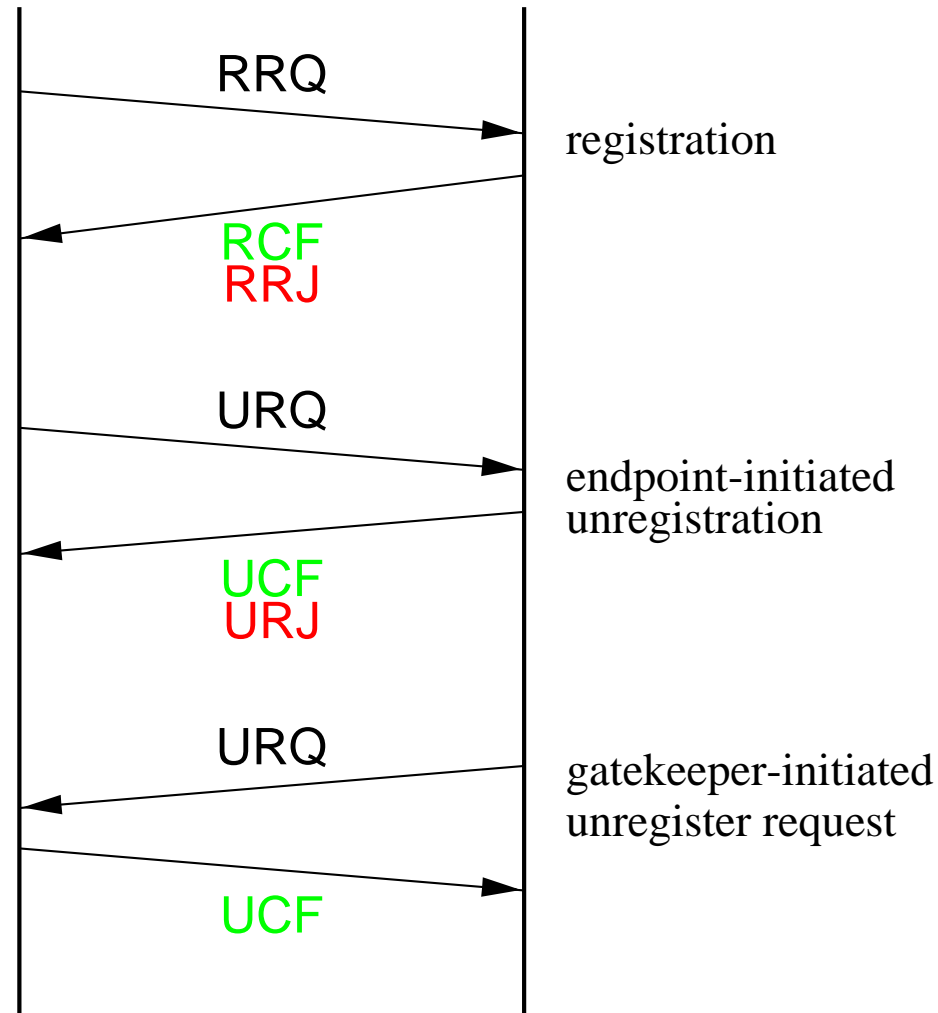 RRQ
registration
RCF
RRJ
URQ
endpoint-initiated
unregistration
UCF
URJ
URQ
gatekeeper-initiated
unregister request
UCF